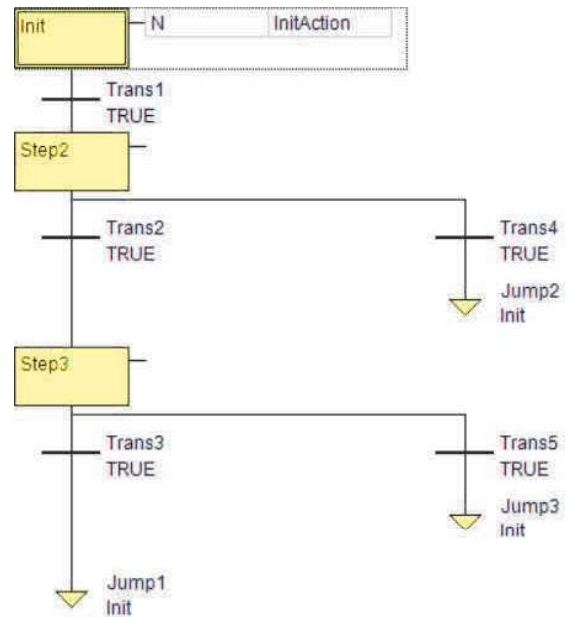 Init N InitAction
Trans1
TRUE
Step2
Trans2 Trans4
TRUE TRUE
Jump2
Init
Step3
Trans3 Trans5
TRUE TRUE
Jump3
Init
Jump1
Init